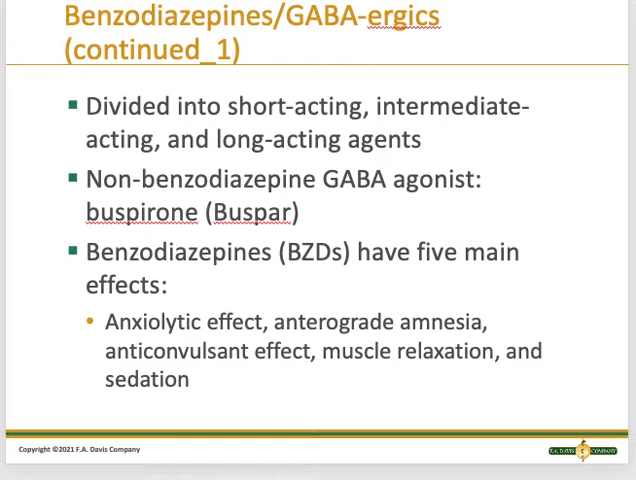 Benzodiazepines/GABA-ergics
(continued_1)
▪ Divided into short-acting, intermediate-
acting, and long-acting agents
▪ Non-benzodiazepine GABA agonist:
buspirone (Buspar)
▪ Benzodiazepines (BZDs) have five main
effects:
• Anxiolytic effect, anterograde amnesia,
anticonvulsant effect, muscle relaxation, and
sedation
Copyright ©2021 F.A. Davis Company
F.A. DAVIS COMPANY